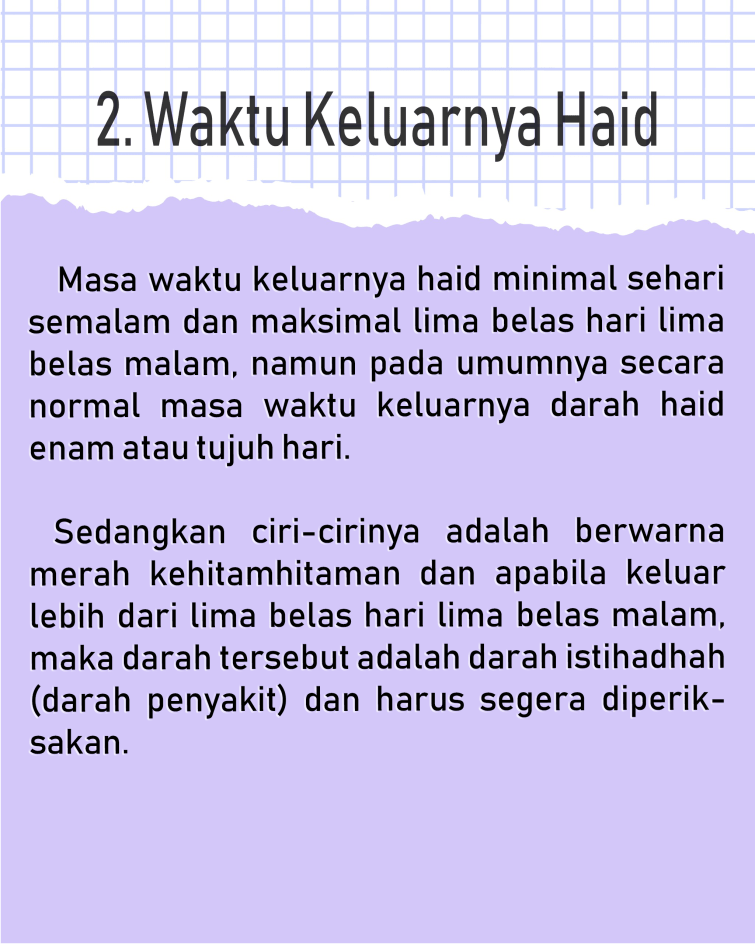 2. Waktu Keluarnya Haid
Masa waktu keluarnya haid minimal sehari
semalam dan maksimal lima belas hari lima
belas malam, namun pada umumnya secara
normal masa waktu keluarnya darah haid
enam atau tujuh hari.
Sedangkan ciri-cirinya adalah berwarna
merah kehitamhitaman dan apabila keluar
lebih dari lima belas hari lima belas malam,
maka darah tersebut adalah darah istihadhah
(darah penyakit) dan harus segera diperik-
sakan.